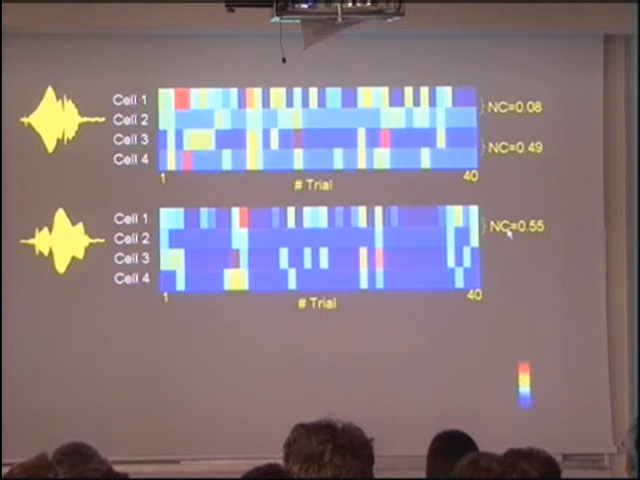 Cell 1
Cell 2
NC=0.08
Cell 3
Cell 4
NC=0.49
1
40
# Trial
Cell 1
Cell 2
NC=0.55
Cell 3
Cell 4
1
40
# Trial